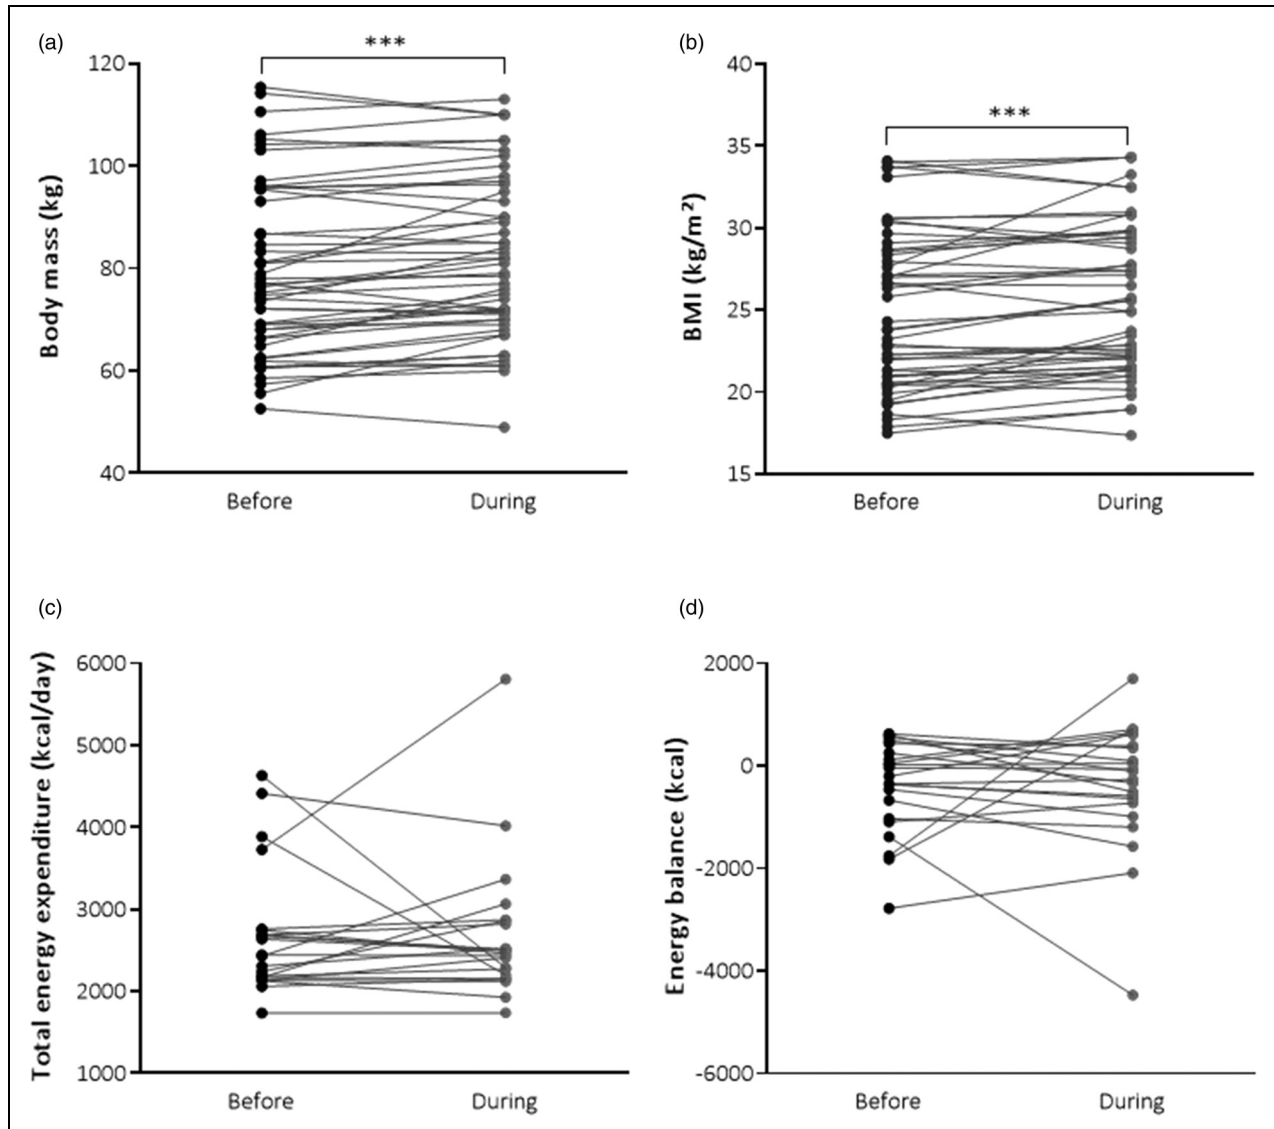 (a)
***
Body mass (kg)
120
100
80
60
40
Before During
(b)
***
BMI (kg/m²)
40
35
30
25
20
15
Before During
(c)
Total energy expenditure (kcal/day)
6000
5000
4000
3000
2000
1000
Before During
(d)
Energy balance (kcal)
2000
0
-2000
-4000
-6000
Before During